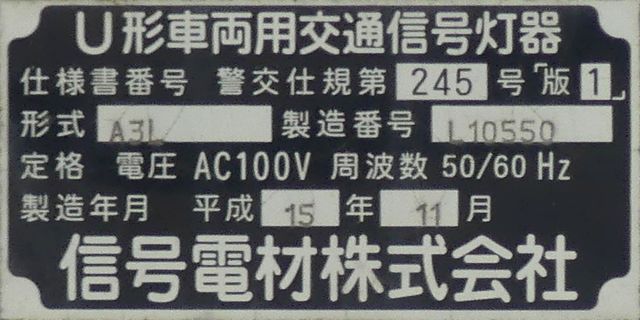 U形車両用交通信号灯器
仕様書番号 警交仕規第 245 号「版 1」
形式 A3L 製造番号 L10550
定格 電圧 AC100V 周波数 50/60 Hz
製造年月 平成 15 年 11 月
信号電材株式会社